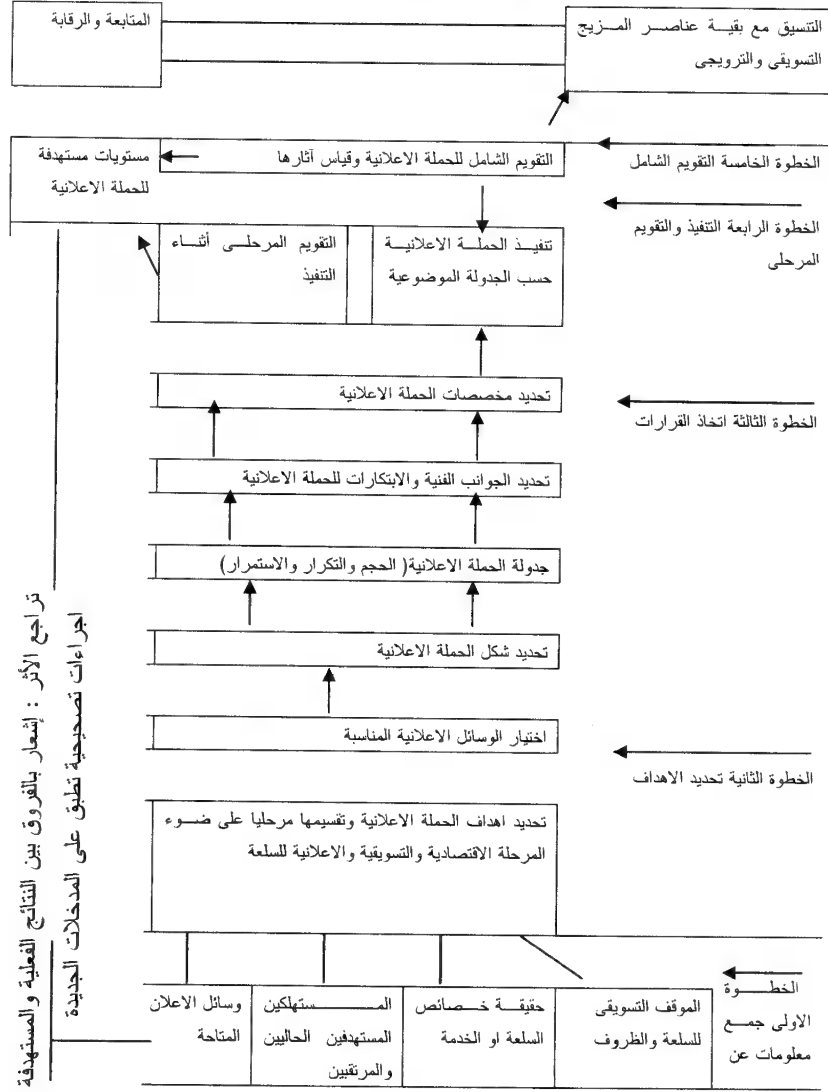 التنسيق مع بقية عناصر المزيج
التسويقى والترويجى
المتابعة والرقابة
الخطوة الخامسة التقويم الشامل
التقويم الشامل للحملة الاعلانية وقياس آثارها
مستويات مستهدفة
للحملة الاعلانية
الخطوة الرابعة التنفيذ والتقويم
المرحلى
تنفيذ الحملة الاعلانية
حسب الجدولة الموضوعية
التقويم المرحلى أثناء
التنفيذ
الخطوة الثالثة اتخاذ القرارات
تحديد مخصصات الحملة الاعلانية
تحديد الجوانب الفنية والابتكارات للحملة الاعلانية
جدولة الحملة الاعلانية( الحجم والتكرار والاستمرار)
تحديد شكل الحملة الاعلانية
اختيار الوسائل الاعلانية المناسبة
الخطوة الثانية تحديد الاهداف
تحديد اهداف الحملة الاعلانية وتقسيمها مرحليا على ضوء
المرحلة الاقتصادية والتسويقية والاعلانية للسلعة
الخطوة
الاولى جمع
معلومات عن
الموقف التسويقى
للسلعة والظروف
حقيقة خصائص
السلعة او الخدمة
المستهلكين
المستهدفين الحاليين
والمرتقبين
وسائل الاعلان
المتاحة
تراجع الأثر : إشعار بالفروق بين النتائج الفعلية والمستهدفة
اجراءات تصحيحية تطبق على المدخلات الجديدة